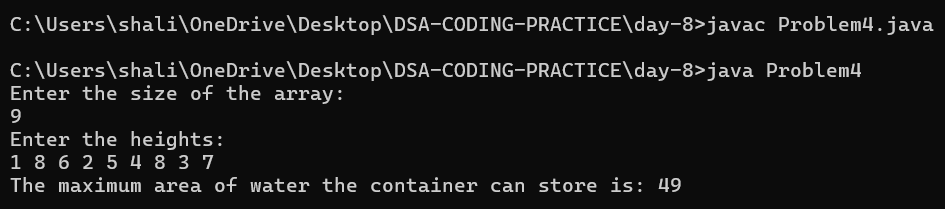 C:\Users\shali\OneDrive\Desktop\DSA-CODING-PRACTICE\day-8>javac Problem4.java
C:\Users\shali\OneDrive\Desktop\DSA-CODING-PRACTICE\day-8>java Problem4
Enter the size of the array:
9
Enter the heights:
1 8 6 2 5 4 8 3 7
The maximum area of water the container can store is: 49